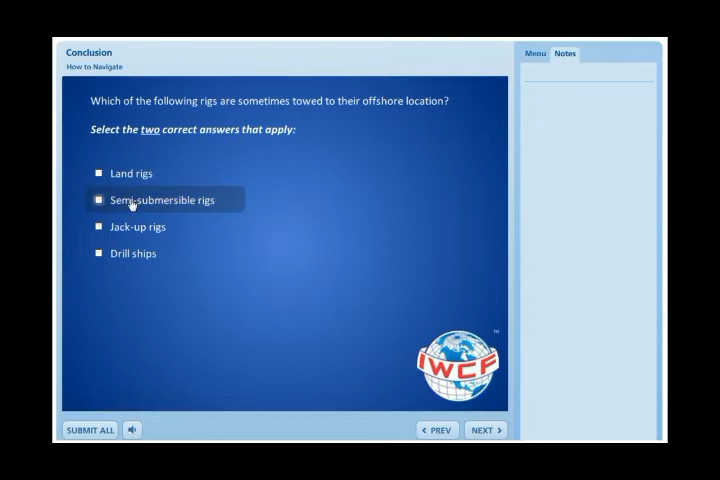 Conclusion
How to Navigate
Menu Notes
Which of the following rigs are sometimes towed to their offshore location?
Select the two correct answers that apply:
Land rigs
Semi-submersible rigs
Jack-up rigs
Drill ships
TM
IWCF
SUBMIT ALL
< PREV NEXT >